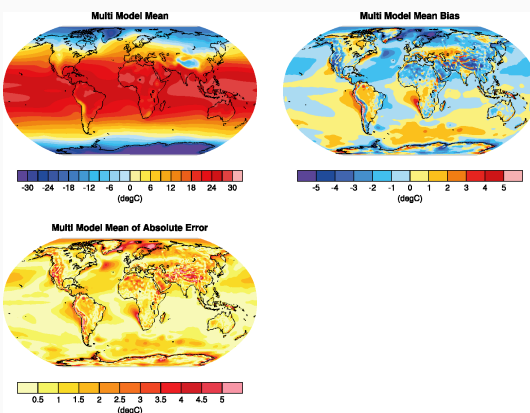 Multi Model Mean
Multi Model Mean Bias
-30 -24 -18 -12 -6 0 6 12 18 24 30
(degC)
-5 -4 -3 -2 -1 0 1 2 3 4 5
(degC)
Multi Model Mean of Absolute Error
0.5 1 1.5 2 2.5 3 3.5 4 4.5 5
(degC)